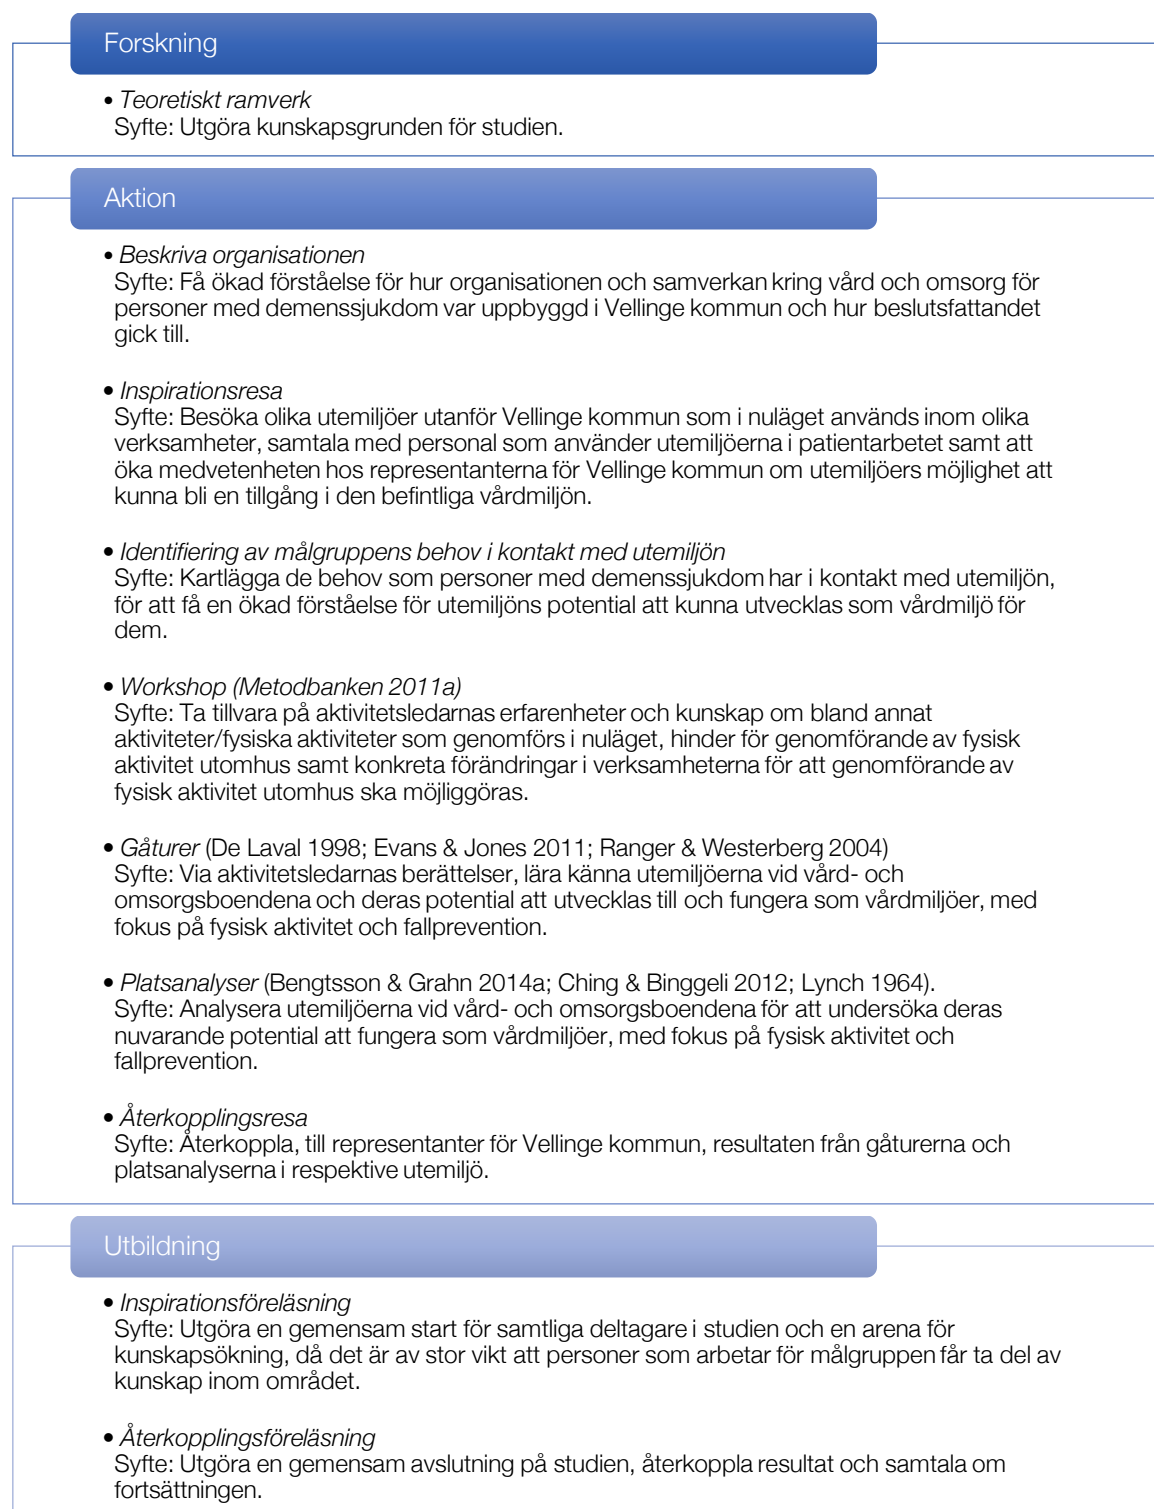 Forskning
• Teoretiskt ramverk
Syfte: Utgöra kunskapsgrunden för studien.
Aktion
• Beskriva organisationen
Syfte: Få ökad förståelse för hur organisationen och samverkan kring vård och omsorg för
personer med demenssjukdom var uppbyggd i Vellinge kommun och hur beslutsfattandet
gick till.
• Inspirationsresa
Syfte: Besöka olika utemiljöer utanför Vellinge kommun som i nuläget används inom olika
verksamheter, samtala med personal som använder utemiljöerna i patientarbetet samt att
öka medvetenheten hos representanterna för Vellinge kommun om utemiljöers möjlighet att
kunna bli en tillgång i den befintliga vårdmiljön.
• Identifiering av målgruppens behov i kontakt med utemiljön
Syfte: Kartlägga de behov som personer med demenssjukdom har i kontakt med utemiljön,
för att få en ökad förståelse för utemiljöns potential att kunna utvecklas som vårdmiljö för
dem.
• Workshop (Metodbanken 2011a)
Syfte: Ta tillvara på aktivitetsledarnas erfarenheter och kunskap om bland annat
aktiviteter/fysiska aktiviteter som genomförs i nuläget, hinder för genomförande av fysisk
aktivitet utomhus samt konkreta förändringar i verksamheterna för att genomförande av
fysisk aktivitet utomhus ska möjliggöras.
• Gåturer (De Laval 1998; Evans & Jones 2011; Ranger & Westerberg 2004)
Syfte: Via aktivitetsledarnas berättelser, lära känna utemiljöerna vid vård- och
omsorgsboendena och deras potential att utvecklas till och fungera som vårdmiljöer, med
fokus på fysisk aktivitet och fallprevention.
• Platsanalyser (Bengtsson & Grahn 2014a; Ching & Binggeli 2012; Lynch 1964).
Syfte: Analysera utemiljöerna vid vård- och omsorgsboendena för att undersöka deras
nuvarande potential att fungera som vårdmiljöer, med fokus på fysisk aktivitet och
fallprevention.
• Återkopplingsresa
Syfte: Återkoppla, till representanter för Vellinge kommun, resultaten från gåturerna och
platsanalyserna i respektive utemiljö.
Utbildning
• Inspirationsföreläsning
Syfte: Utgöra en gemensam start för samtliga deltagare i studien och en arena för
kunskapsökning, då det är av stor vikt att personer som arbetar för målgruppen får ta del av
kunskap inom området.
• Återkopplingsföreläsning
Syfte: Utgöra en gemensam avslutning på studien, återkoppla resultat och samtala om
fortsättningen.